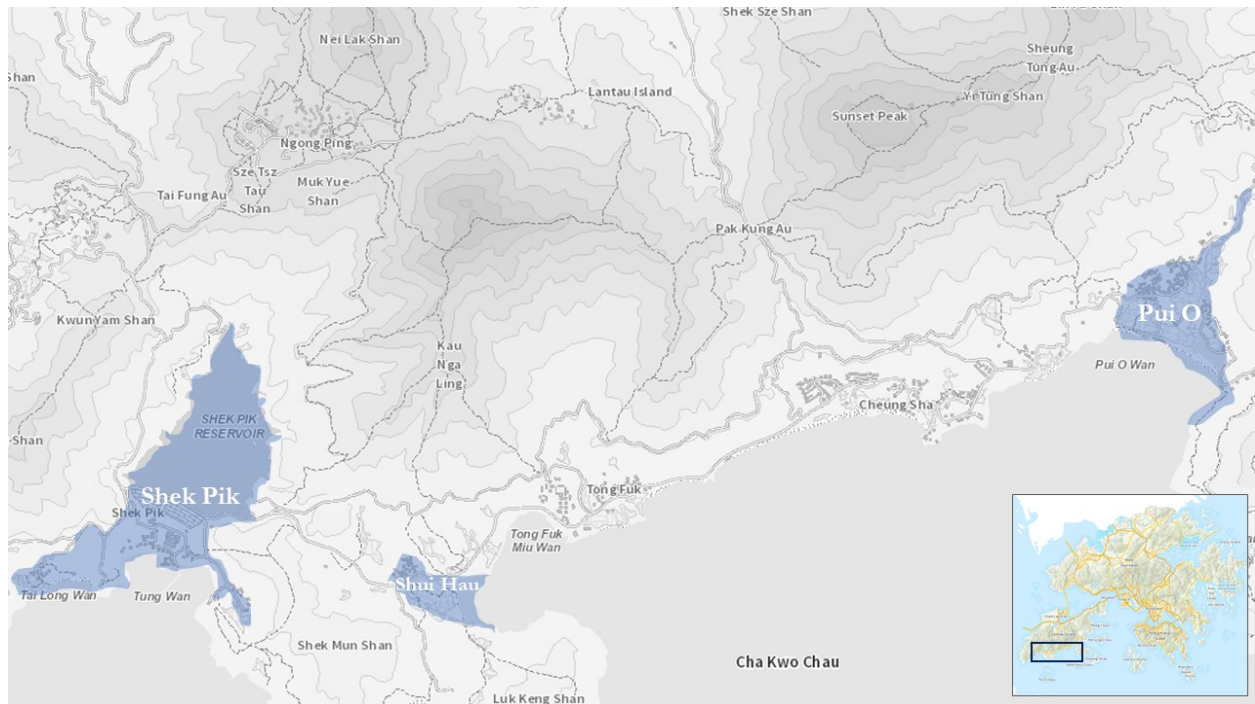 Shek Sze Shan
Nei Lak Shan
Sheung
Tung Au
Shan
Lantau Island
Yi Tung Shan
Sunset Peak
Ngong Ping
Sze Tsz
Tau
Shan
Muk Yue
Shan
Tai Fung Au
Pak Kung Au
Kwun Yam Shan
Pui O
Kau
Nga
Ling
Pui O Wan
Cheung Sha
SHEK PIK
RESERVOIR
-Shan
Shek Pik
Shek Pik
Tong Fuk
Tong Fuk
Miu Wan
Shui Hau
Tai Long Wan
Tung Wan
Shek Mun Shan
Cha Kwo Chau
Luk Keng Shan